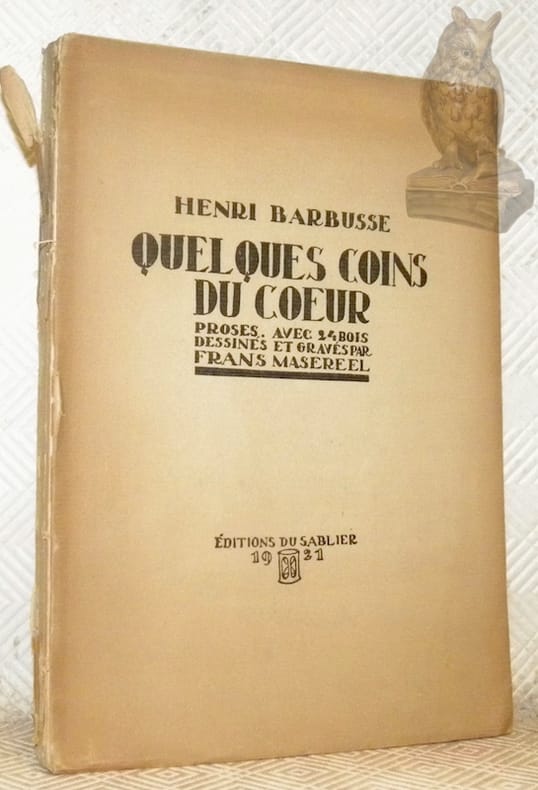 HENRI BARBUSSE
QUELQUES COINS
DU COEUR
PROSES. AVEC 24 BOIS
DESSINÉS ET GRAVÉS PAR
FRANS MASEREEL
ÉDITIONS DU SABLIER
19 21